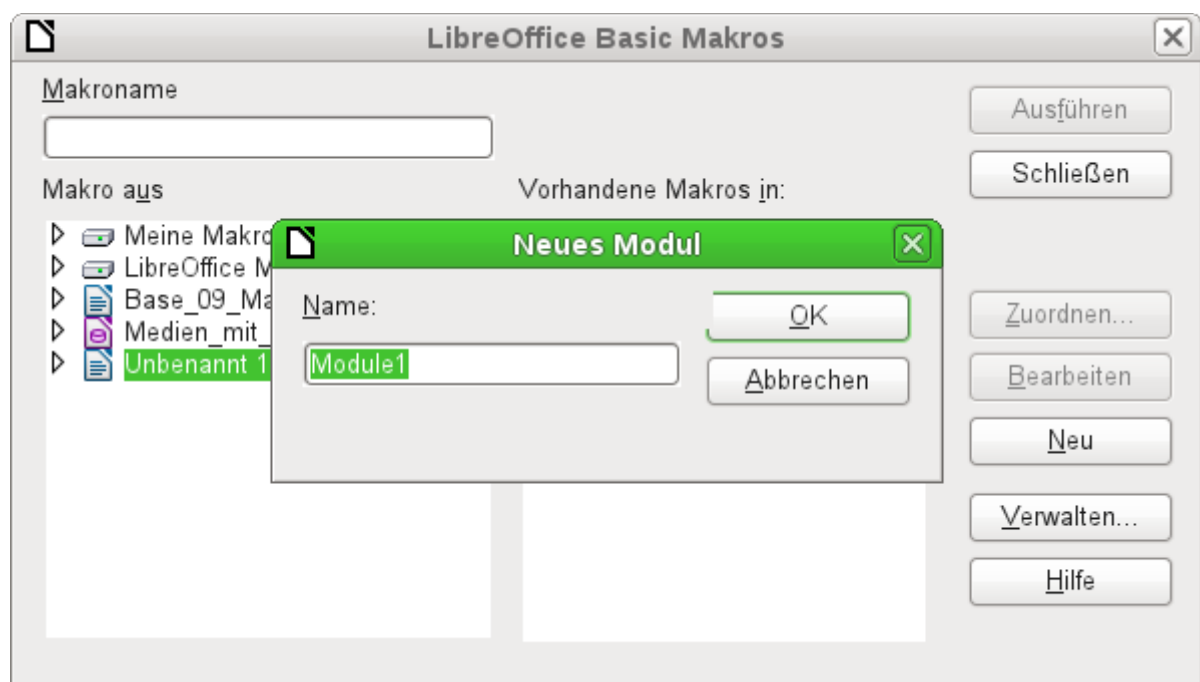 LibreOffice Basic Makros
Makroname
Ausführen
Schließen
Makro aus
Vorhandene Makros in:
Meine Makro
LibreOffice M
Base_09_Ma
Medien_mit_
Unbenannt 1
Neues Modul
Name:
Module1
OK
Abbrechen
Zuordnen...
Bearbeiten
Neu
Verwalten...
Hilfe